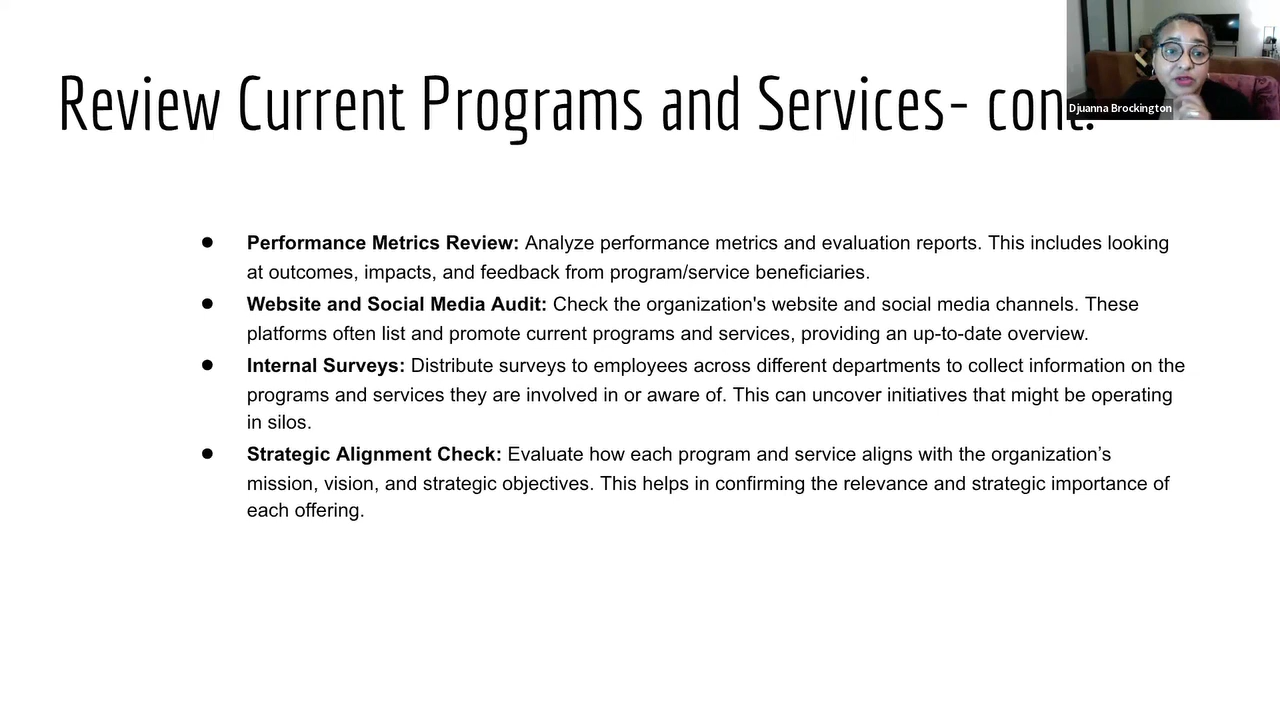 Review Current Programs and Services- cont.
Djuanna Brockington
● Performance Metrics Review: Analyze performance metrics and evaluation reports. This includes looking
at outcomes, impacts, and feedback from program/service beneficiaries.
● Website and Social Media Audit: Check the organization's website and social media channels. These
platforms often list and promote current programs and services, providing an up-to-date overview.
● Internal Surveys: Distribute surveys to employees across different departments to collect information on the
programs and services they are involved in or aware of. This can uncover initiatives that might be operating
in silos.
● Strategic Alignment Check: Evaluate how each program and service aligns with the organization’s
mission, vision, and strategic objectives. This helps in confirming the relevance and strategic importance of
each offering.